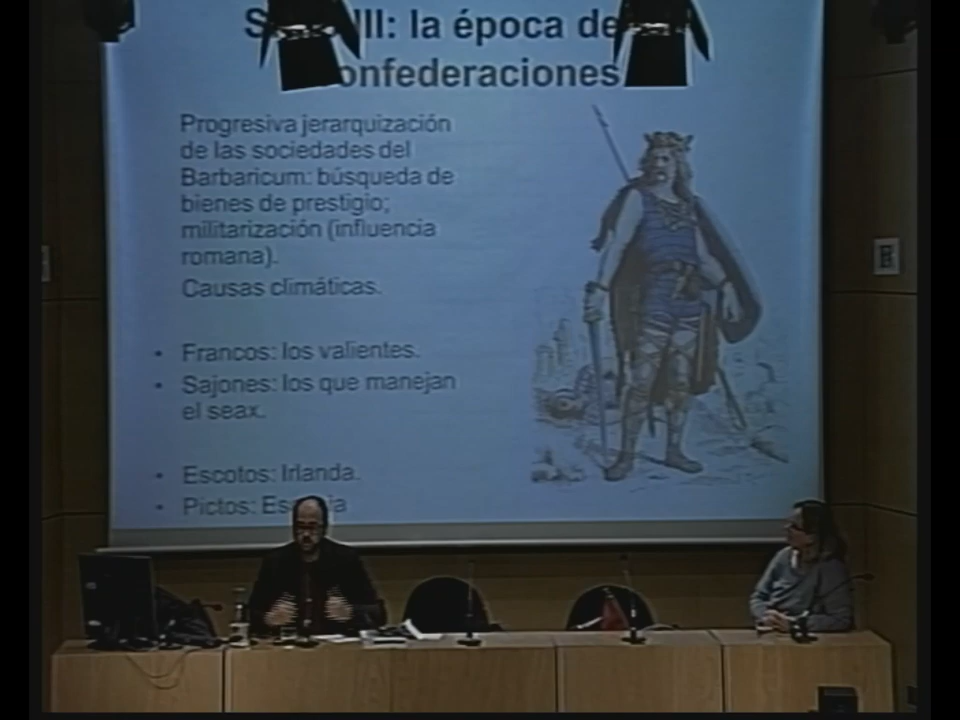 III: la época de
onfederaciones
Progresiva jerarquización
de las sociedades del
Barbaricum: búsqueda de
bienes de prestigio;
militarización (influencia
romana).
Causas climáticas.
• Francos: los valientes.
• Sajones: los que manejan
el seax.
• Escotos: Irlanda.
• Pictos: